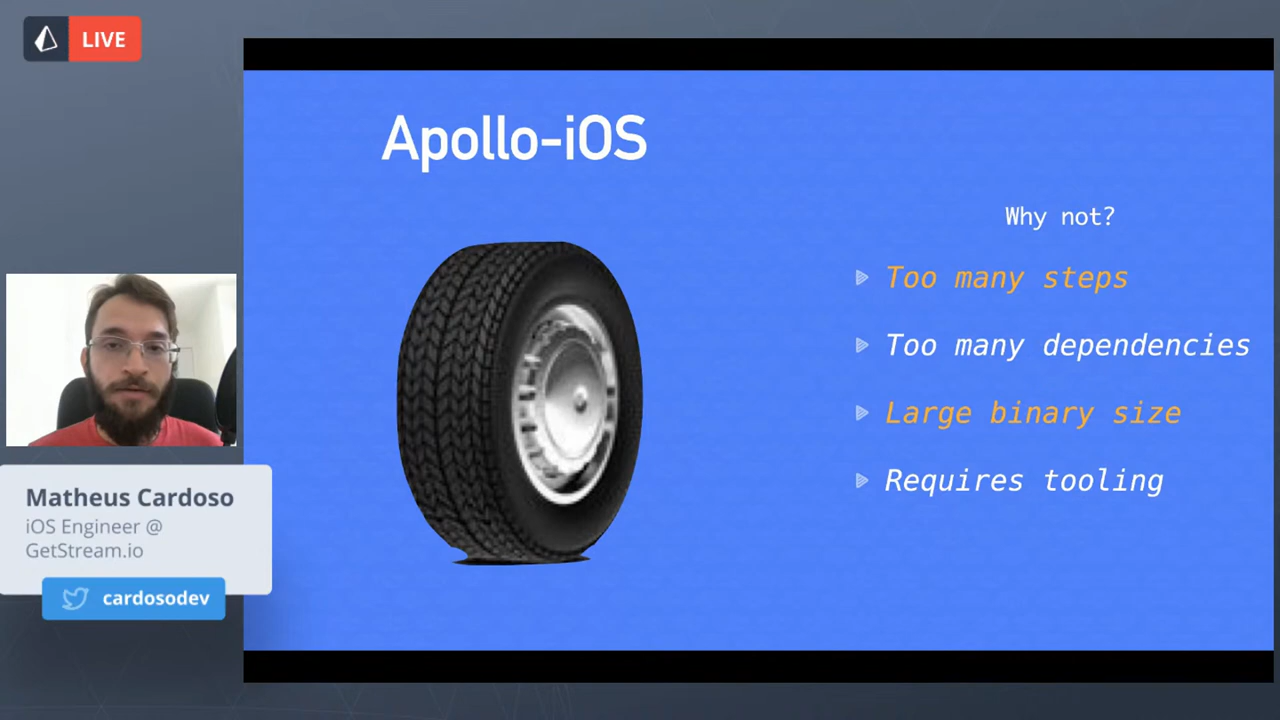 LIVE
Apollo-iOS
Why not?
Too many steps
Too many dependencies
Large binary size
Requires tooling
Matheus Cardoso
iOS Engineer @
GetStream.io
cardosodev